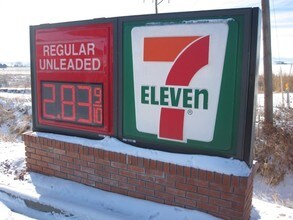 REGULAR
UNLEADED
2.83 9/10
7
ELEVEN